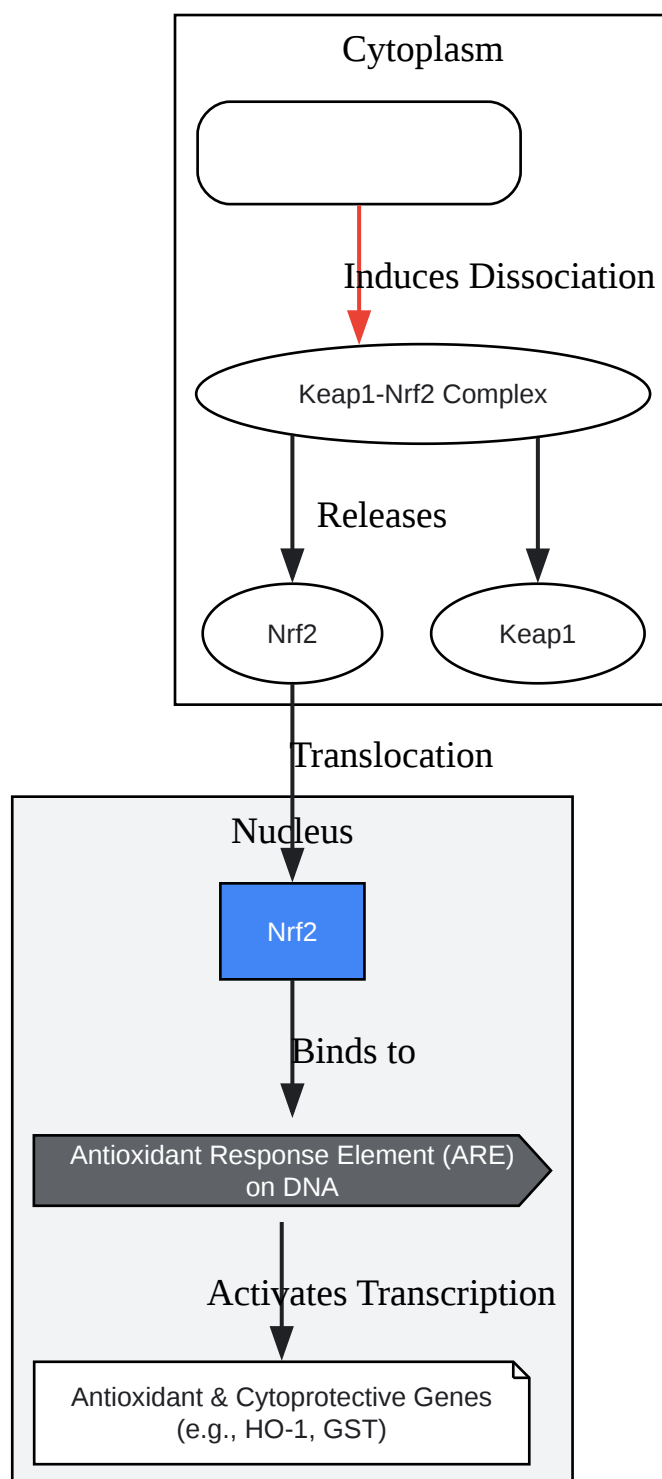 Cytoplasm
Induces Dissociation
Keap1-Nrf2 Complex
Releases
Nrf2
Keap1
Translocation
Nucleus
Nrf2
Binds to
Antioxidant Response Element (ARE)
on DNA
Activates Transcription
Antioxidant & Cytoprotective Genes
(e.g., HO-1, GST)